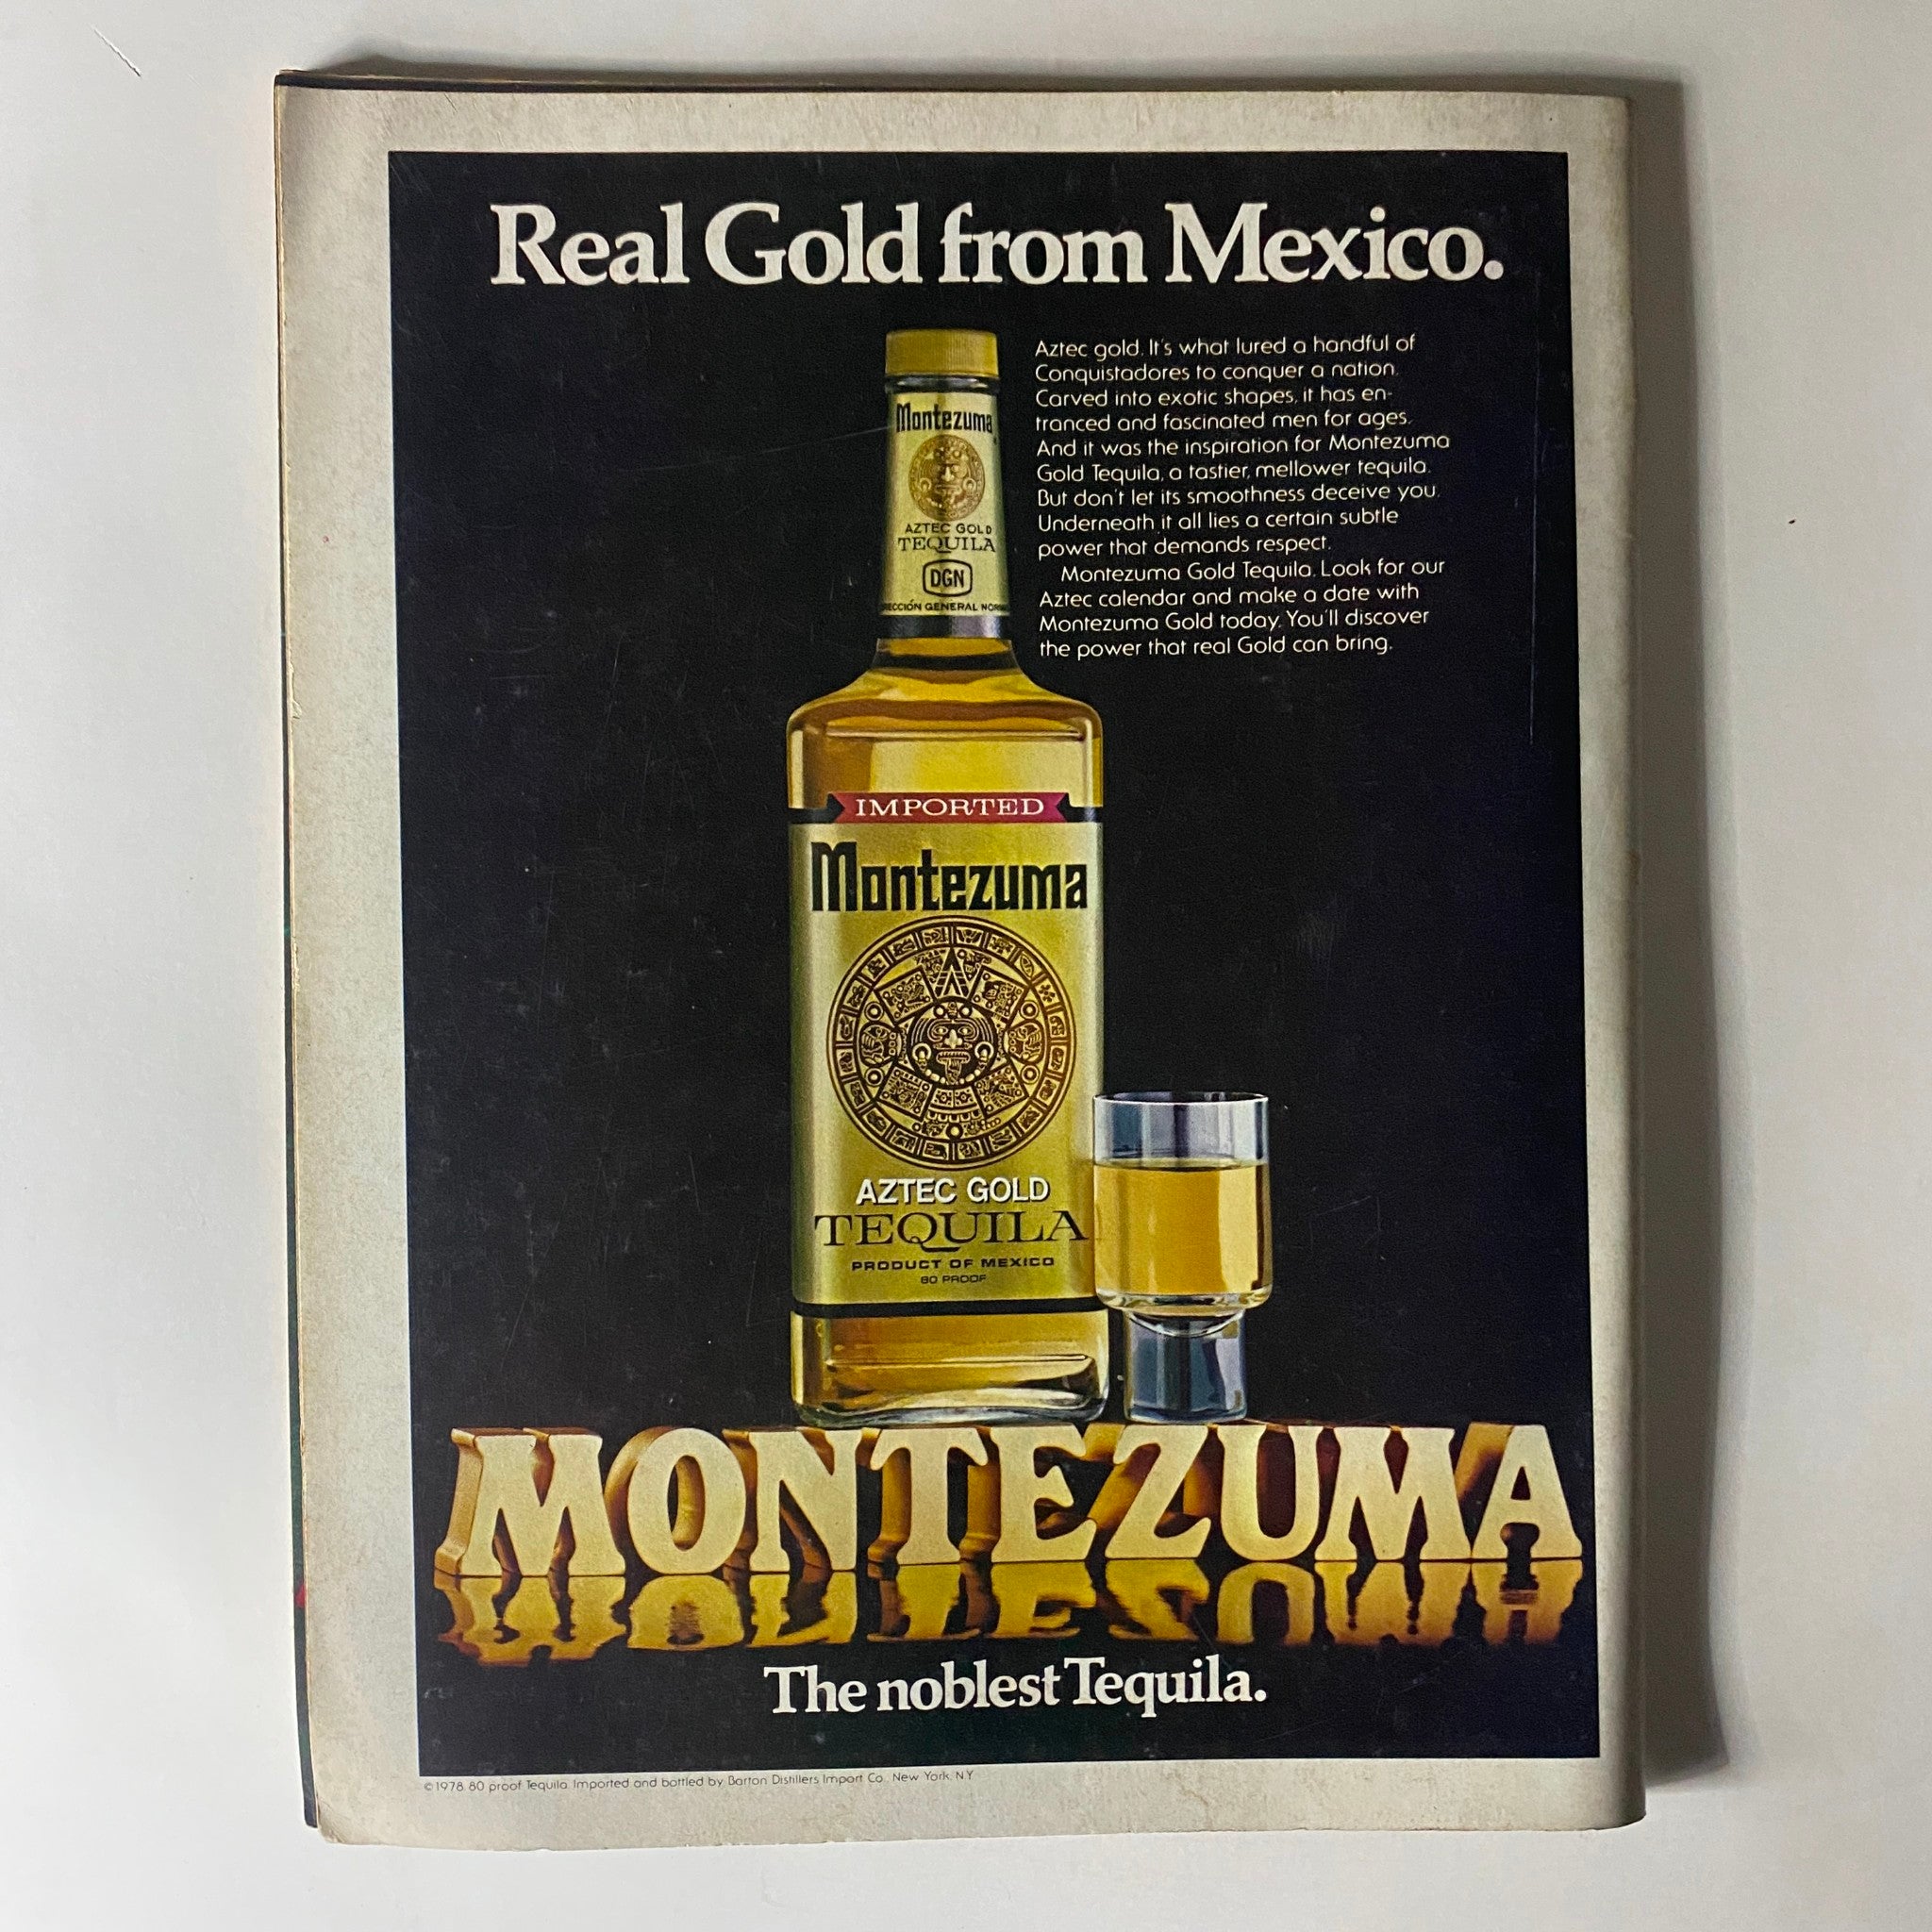 Real Gold from Mexico.
Aztec gold. It's what lured a handful of
Conquistadores to conquer a nation.
Carved into exotic shapes, it has en-
tranced and fascinated men for ages.
And it was the inspiration for Montezuma
Gold Tequila, a tastier, mellower tequila.
But don't let its smoothness deceive you.
Underneath it all lies a certain subtle
power that demands respect.
Montezuma Gold Tequila. Look for our
Aztec calendar and make a date with
Montezuma Gold today. You'll discover
the power that real Gold can bring.
Montezuma
AZTEC GOLD
TEQUILA
DGN
GENERAL
IMPORTED
Montezuma
AZTEC GOLD
TEQUILA
PRODUCT OF MEXICO
80 PROOF
MONTEZUMA
The noblest Tequila.
©1978. 80 proof Tequila. Imported and bottled by Barton Distillers Import Co. New York, N.Y.